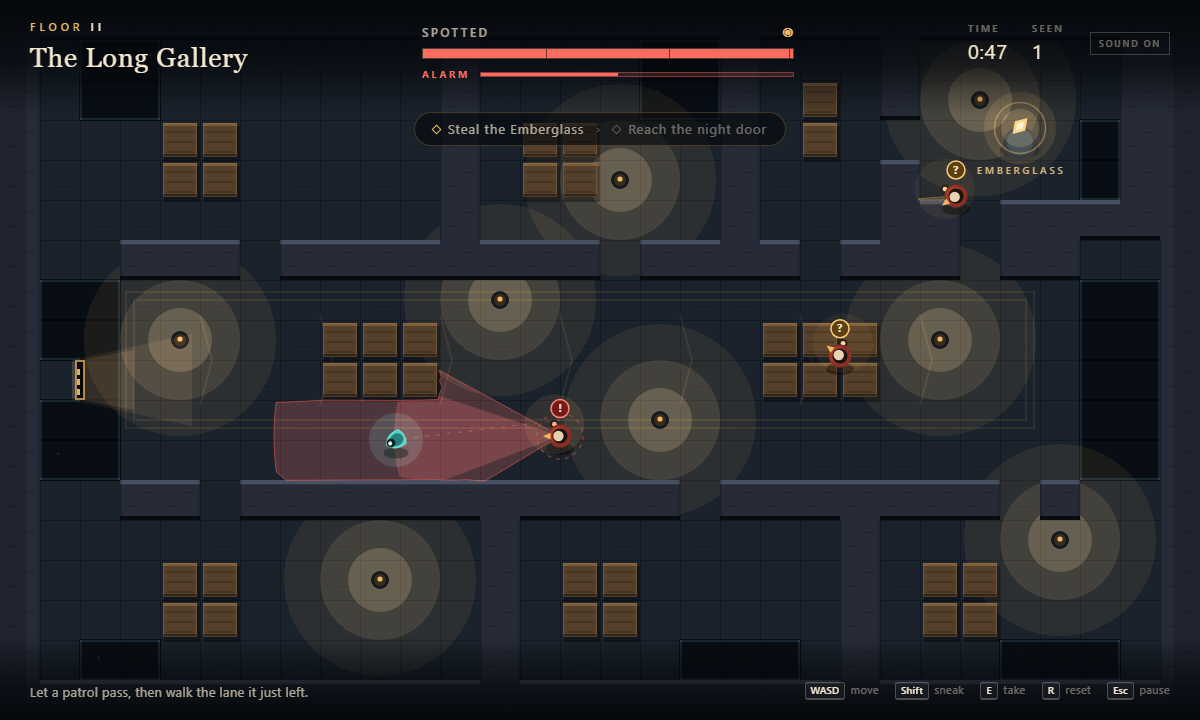 FLOOR II
The Long Gallery
SPOTTED
ALARM
TIME SEEN
0:47 1
SOUND ON
◇ Steal the Emberglass › ◇ Reach the night door
?
EMBERGLASS
?
!
Let a patrol pass, then walk the lane it just left.
WASD move Shift sneak E take R reset Esc pause